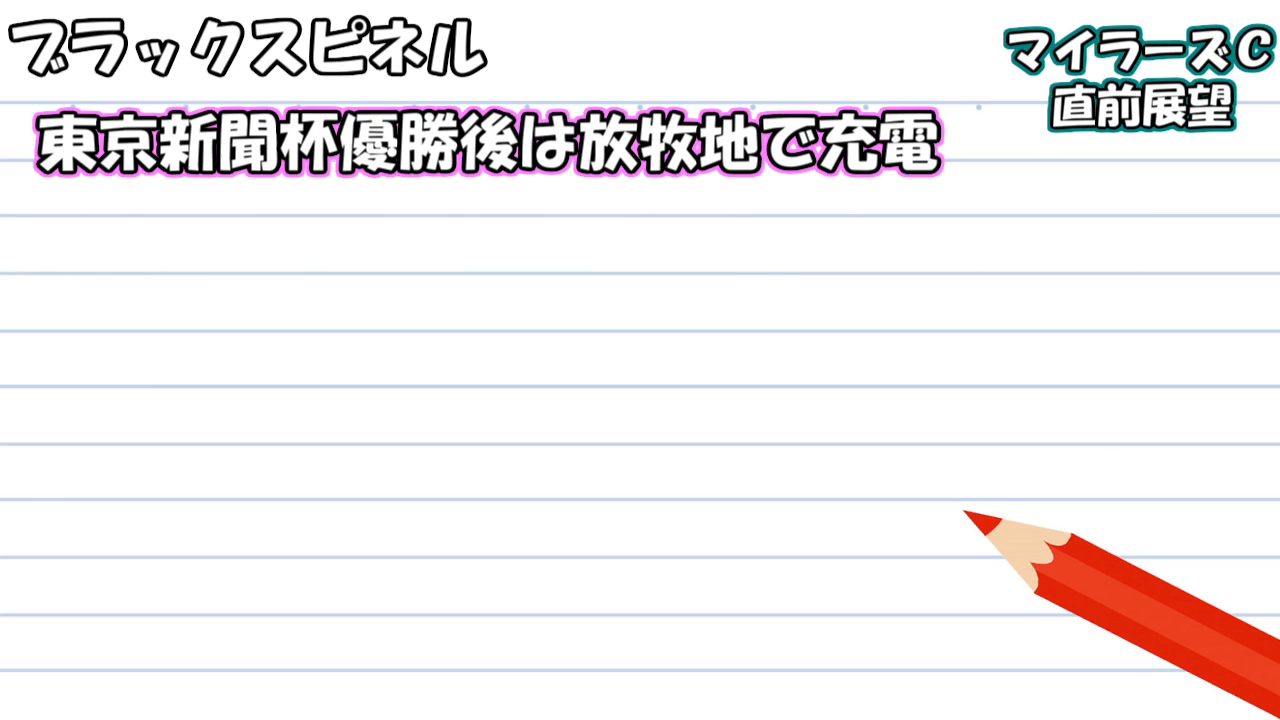 ブラックスピネル
マイラーズC
直前展望
東京新聞杯優勝後は放牧地で充電